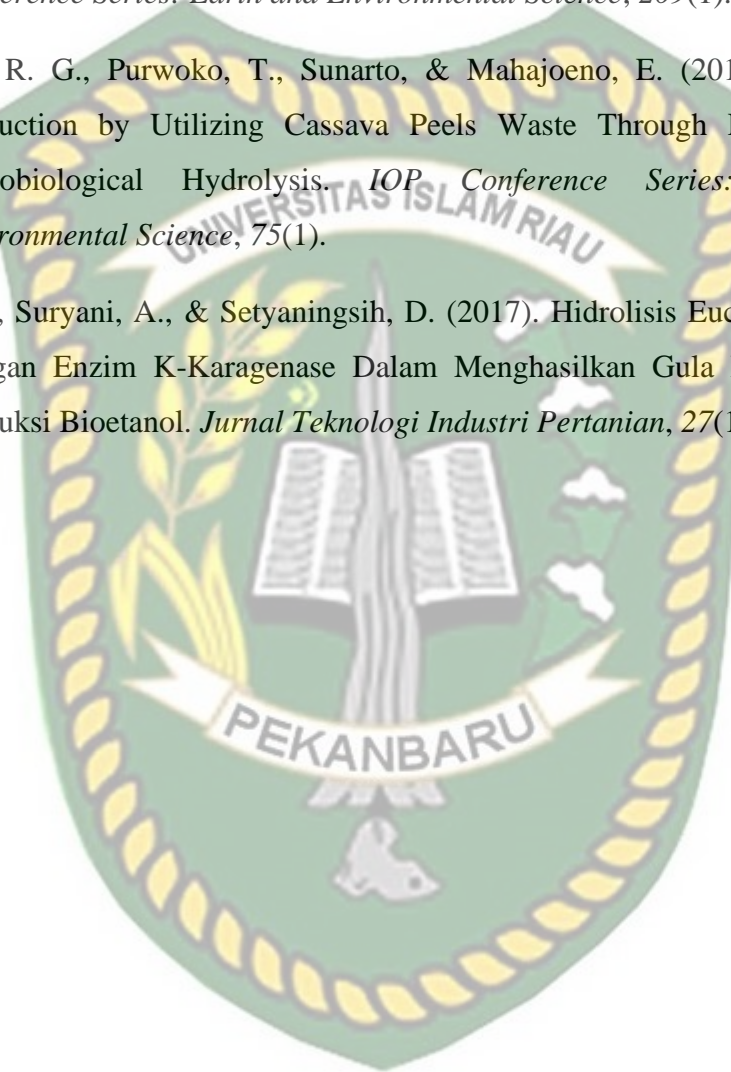 Conference Series: Earth and Environmental Science, 209(1).
R. G., Purwoko, T., Sunarto, & Mahajoeno, E. (201
uction by Utilizing Cassava Peels Waste Through
obiological Hydrolysis. IOP Conference Series:
ronmental Science, 75(1).
UNIVERSITAS ISLAM RIAU
, Suryani, A., & Setyaningsih, D. (2017). Hidrolisis Euc
gan Enzim K-Karagenase Dalam Menghasilkan Gula
uksi Bioetanol. Jurnal Teknologi Industri Pertanian, 27(1
PEKANBARU